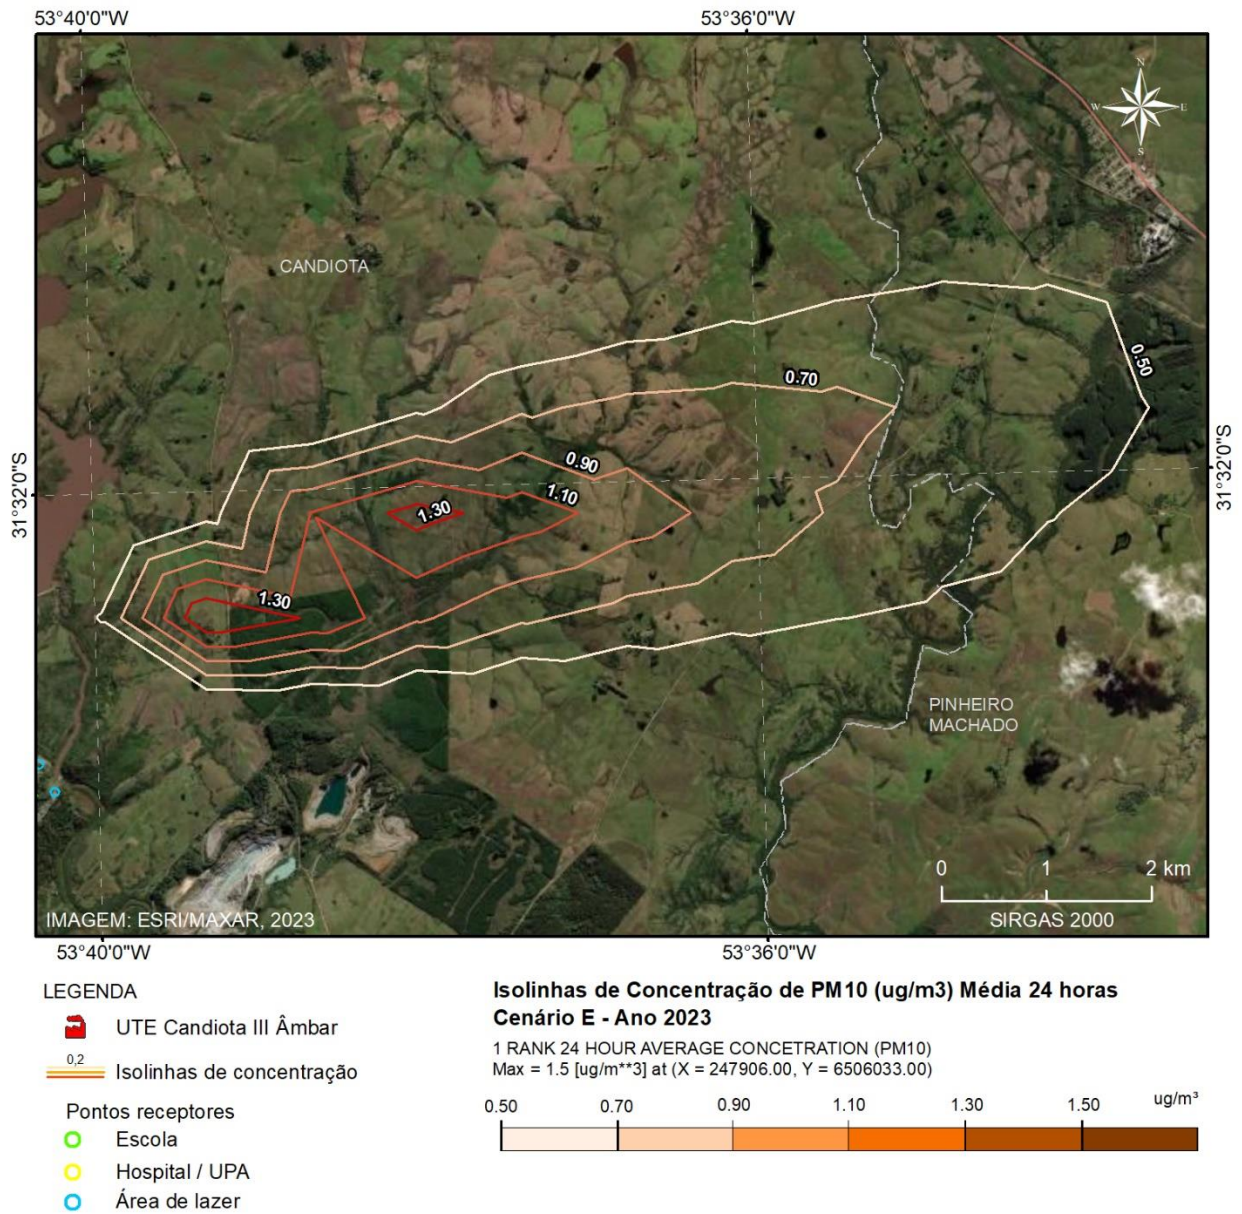 53°40'0"W
53°36'0"W
N
W
E
S
CANDIOTA
0.50
0.70
31°32'0"S
31°32'0"S
0.90
1.10
1.30
1.30
PINHEIRO
MACHADO
0 1 2 km
IMAGEM: ESRI/MAXAR, 2023
SIRGAS 2000
53°40'0"W
53°36'0"W
LEGENDA
UTE Candiota III Âmbar
0,2
Isolinhas de concentração
Pontos receptores
Escola
Hospital / UPA
Área de lazer
Isolinhas de Concentração de PM10 (ug/m3) Média 24 horas
Cenário E - Ano 2023
1 RANK 24 HOUR AVERAGE CONCETRATION (PM10)
Max = 1.5 [ug/m**3] at (X = 247906.00, Y = 6506033.00)
0.50 0.70 0.90 1.10 1.30 1.50 ug/m³